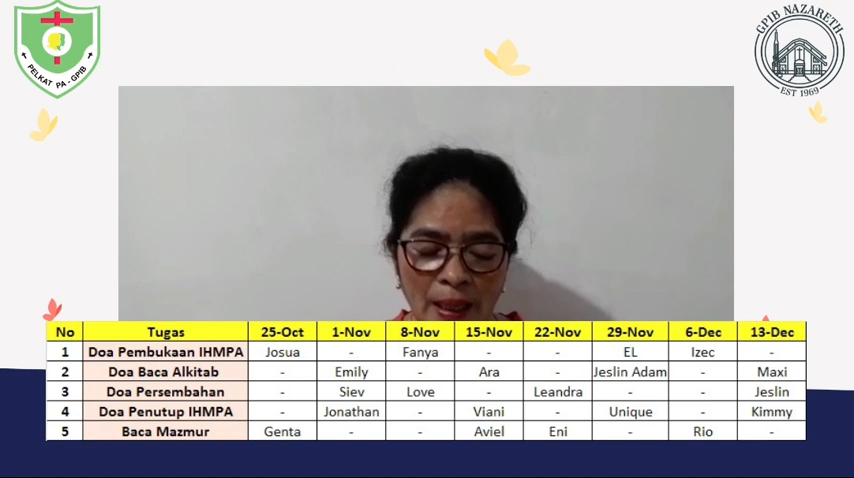 PELKAT PA - GPIB
GPIB NAZARETH
EST 1969
No Tugas 25-Oct 1-Nov 8-Nov 15-Nov 22-Nov 29-Nov 6-Dec 13-Dec
1 Doa Pembukaan IHMPA Josua - Fanya - - EL Izec -
2 Doa Baca Alkitab - Emily - Ara - Jeslin Adam - Maxi
3 Doa Persembahan - Siev Love - Leandra - - Jeslin
4 Doa Penutup IHMPA - Jonathan - Viani - Unique - Kimmy
5 Baca Mazmur Genta - - Aviel Eni - Rio -